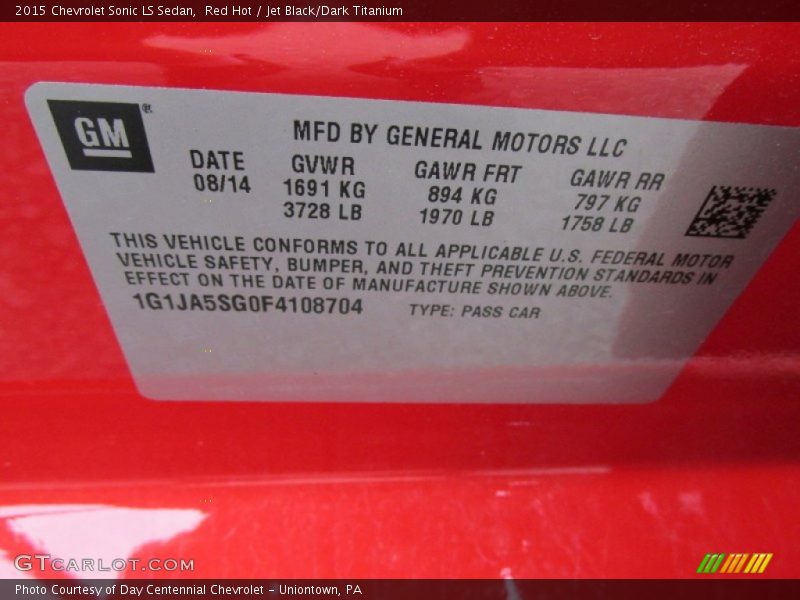 2015 Chevrolet Sonic LS Sedan,  Red Hot / Jet Black/Dark Titanium
GM®
MFD BY GENERAL MOTORS LLC
DATE GVWR GAWR FRT GAWR RR
08/14 1691 KG 894 KG 797 KG
3728 LB 1970 LB 1758 LB
THIS VEHICLE CONFORMS TO ALL APPLICABLE U.S. FEDERAL MOTOR
VEHICLE SAFETY, BUMPER, AND THEFT PREVENTION STANDARDS IN
EFFECT ON THE DATE OF MANUFACTURE SHOWN ABOVE.
1G1JA5SG0F4108704 TYPE: PASS CAR
GTCARLOT.COM
Photo Courtesy of Day Centennial Chevrolet - Uniontown, PA